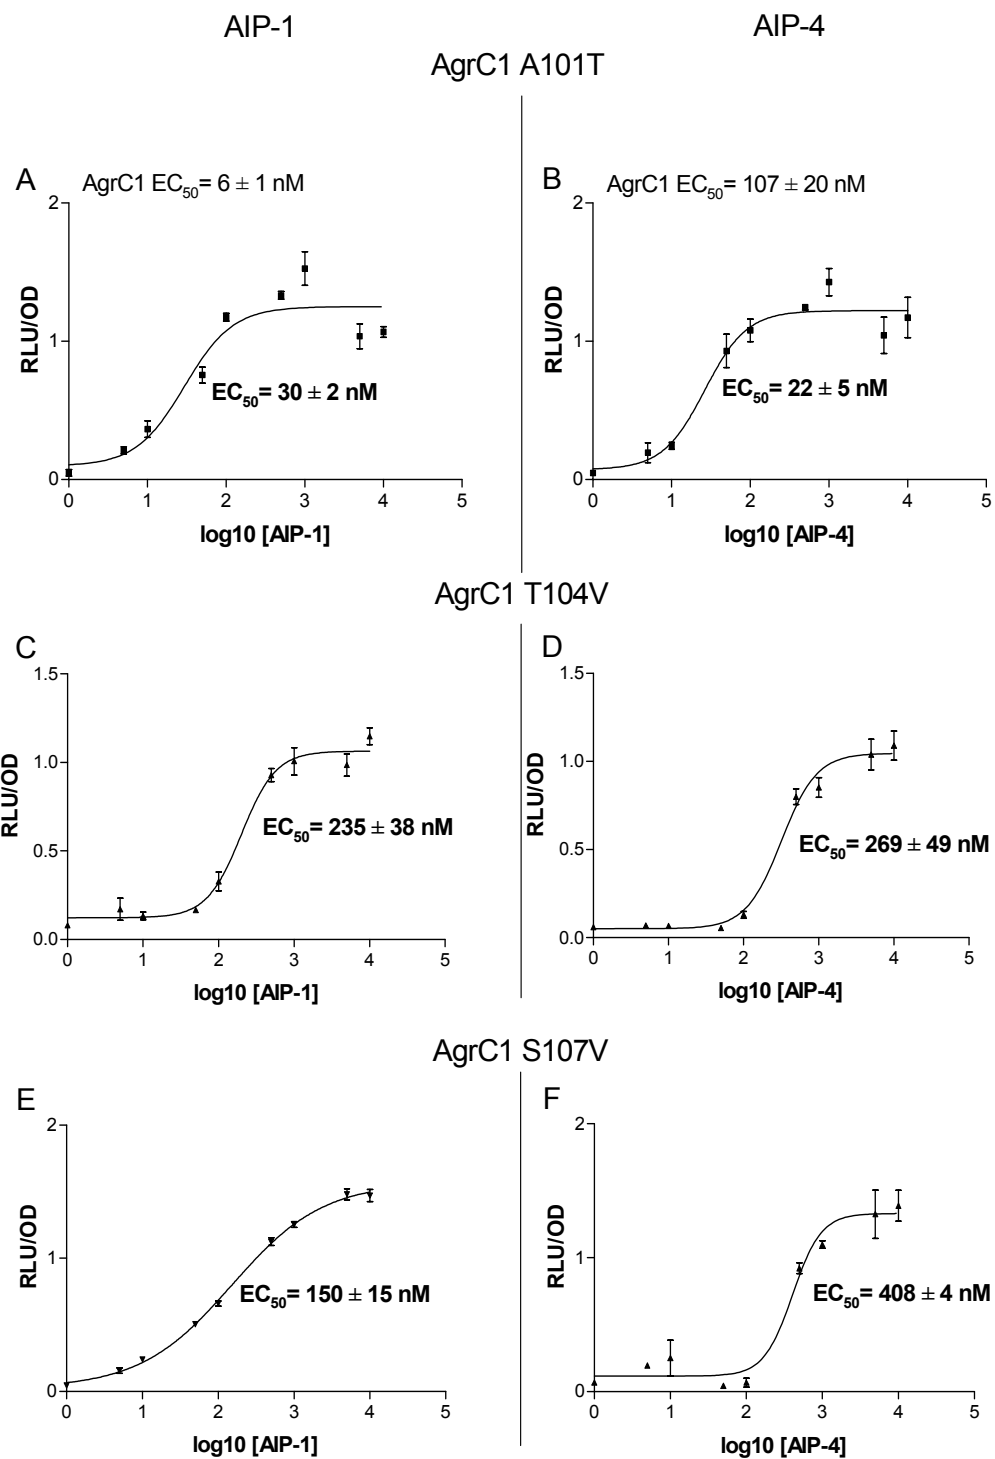 AIP-1
AIP-4
AgrC1 A101T
A
AgrC1 EC50= 6 ± 1 nM
2
1
0
RLU/OD
EC50= 30 ± 2 nM
0 1 2 3 4 5
log10 [AIP-1]
B
AgrC1 EC50= 107 ± 20 nM
2
1
0
RLU/OD
EC50= 22 ± 5 nM
0 1 2 3 4 5
log10 [AIP-4]
AgrC1 T104V
C
1.5
1.0
0.5
0.0
RLU/OD
EC50= 235 ± 38 nM
0 1 2 3 4 5
log10 [AIP-1]
D
1.5
1.0
0.5
0.0
RLU/OD
EC50= 269 ± 49 nM
0 1 2 3 4 5
log10 [AIP-4]
AgrC1 S107V
E
2
1
0
RLU/OD
EC50= 150 ± 15 nM
0 1 2 3 4 5
log10 [AIP-1]
F
2
1
0
RLU/OD
EC50= 408 ± 4 nM
0 1 2 3 4 5
log10 [AIP-4]